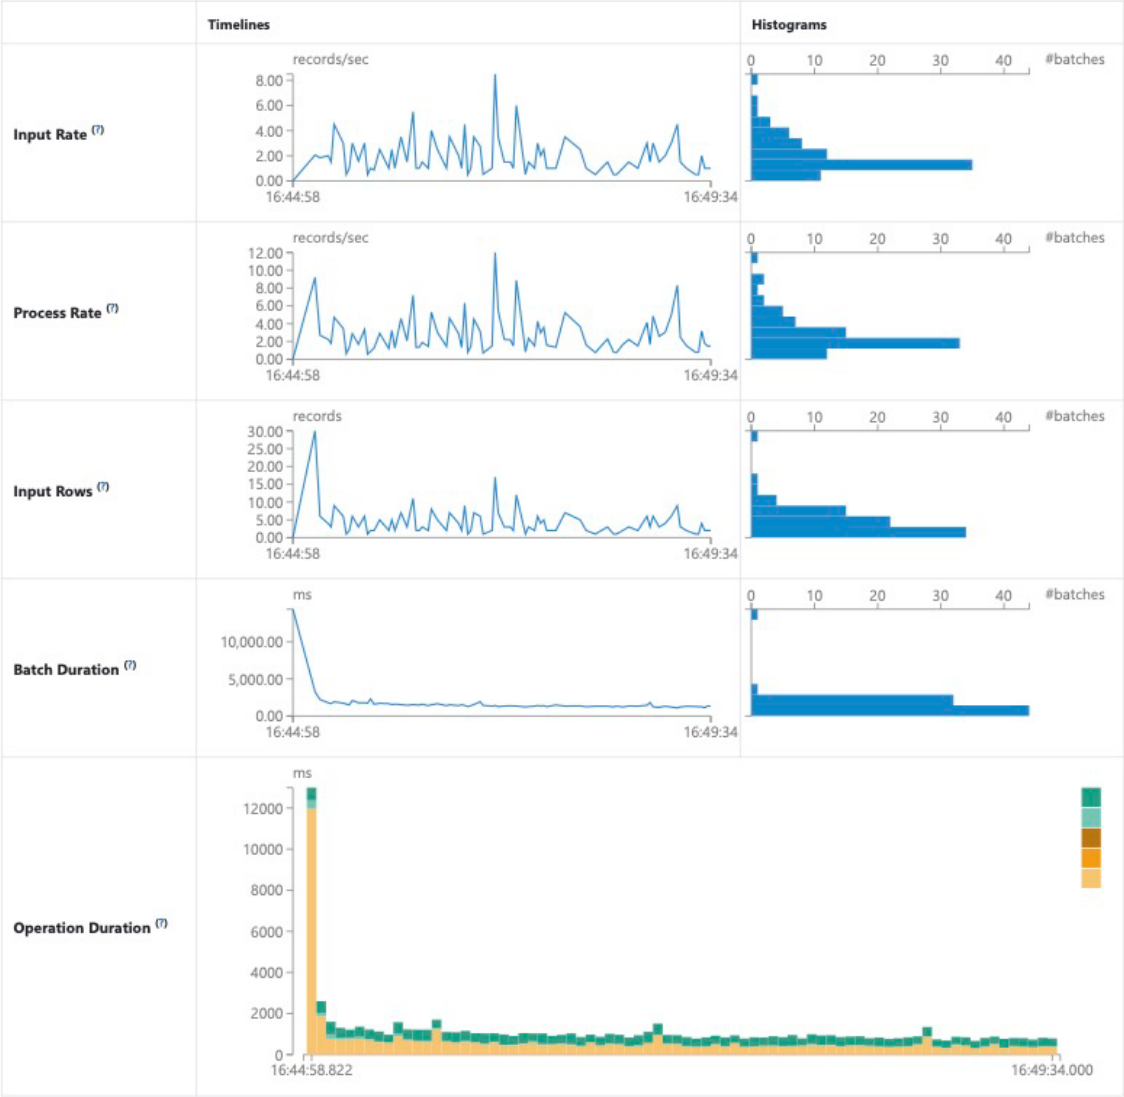 Timelines Histograms
Input Rate (?)
records/sec
8.00
6.00
4.00
2.00
0.00
16:44:58 16:49:34
0 10 20 30 40 #batches
Process Rate (?)
records/sec
12.00
10.00
8.00
6.00
4.00
2.00
0.00
16:44:58 16:49:34
0 10 20 30 40 #batches
Input Rows (?)
records
30.00
25.00
20.00
15.00
10.00
5.00
0.00
16:44:58 16:49:34
0 10 20 30 40 #batches
Batch Duration (?)
ms
10,000.00
5,000.00
0.00
16:44:58 16:49:34
0 10 20 30 40 #batches
Operation Duration (?)
ms
12000
10000
8000
6000
4000
2000
0
16:44:58.822 16:49:34.000